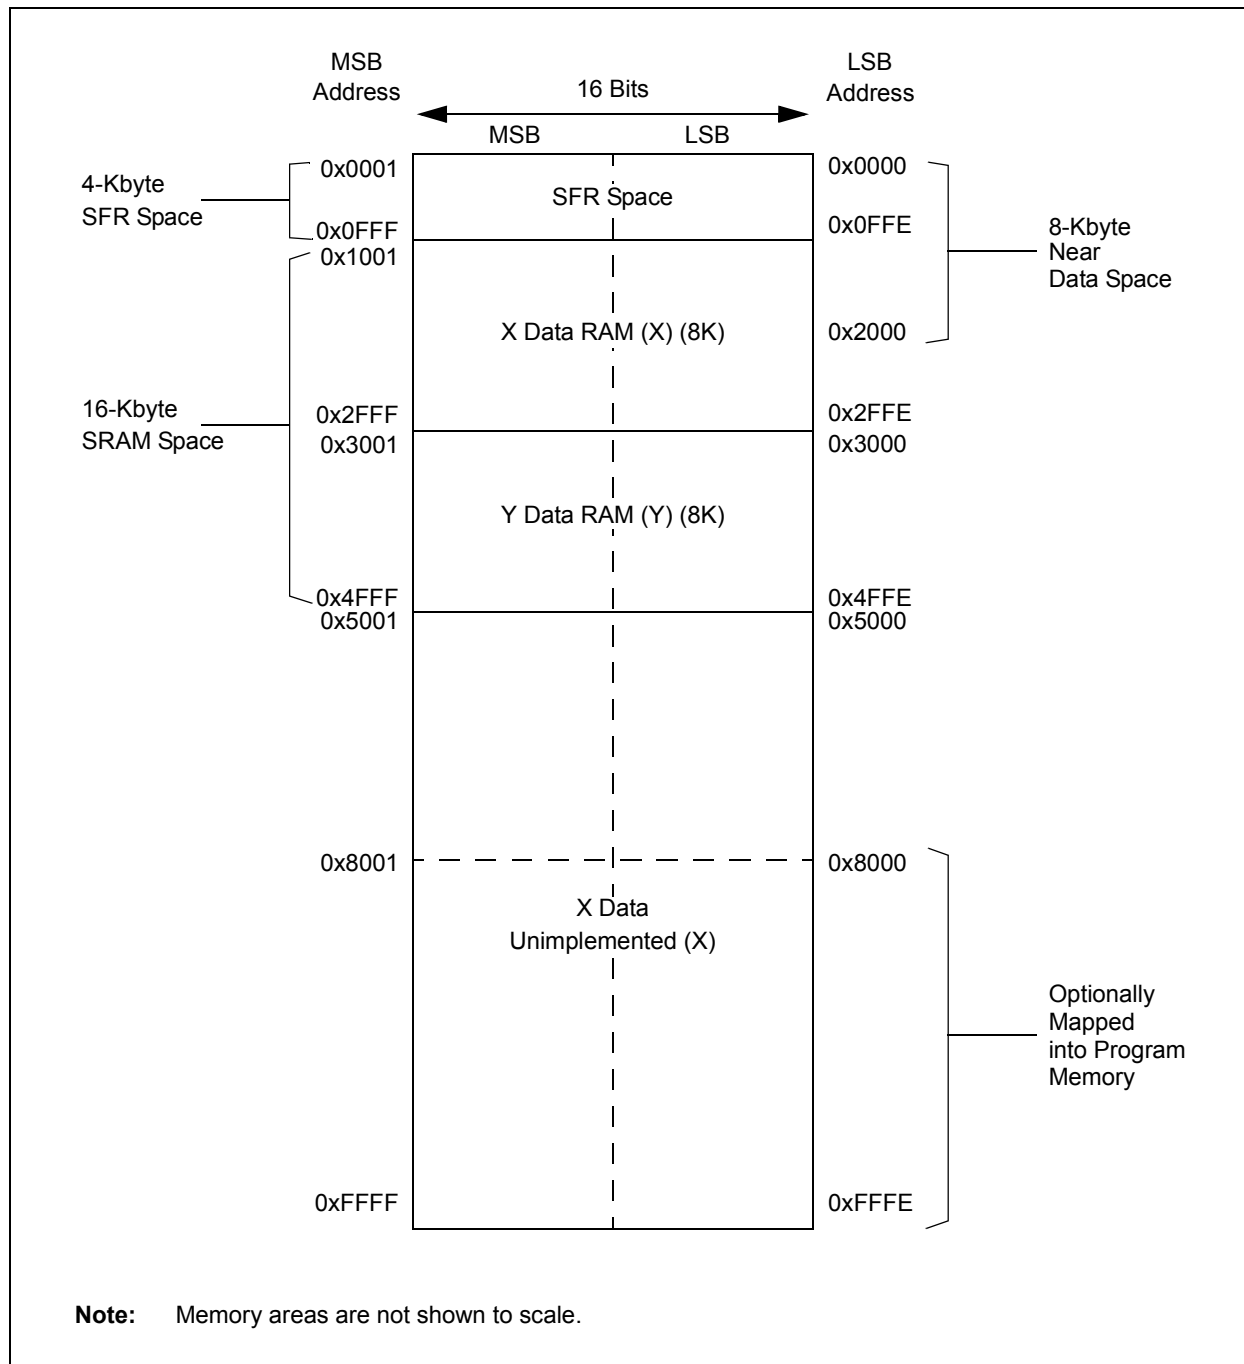 MSB
Address
LSB
Address
16 Bits
MSB
LSB
0x0001
0x0000
4-Kbyte
SFR Space
SFR Space
0x0FFF
0x0FFE
0x1001
8-Kbyte
Near
Data Space
X Data RAM (X) (8K)
0x2000
16-Kbyte
SRAM Space
0x2FFF
0x2FFE
0x3001
0x3000
Y Data RAM (Y) (8K)
0x4FFF
0x4FFE
0x5001
0x5000
0x8001
0x8000
X Data
Unimplemented (X)
Optionally
Mapped
into Program
Memory
0xFFFF
0xFFFE
Note: Memory areas are not shown to scale.